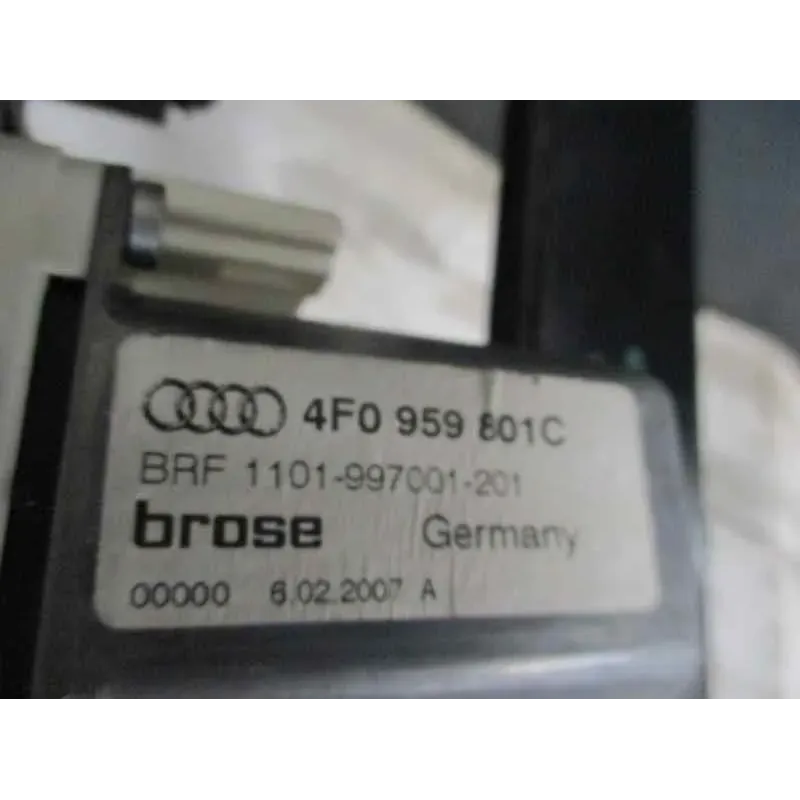 4F0 959 801C
BRF 1101-997001-201
brose Germany
00000 6.02.2007 A